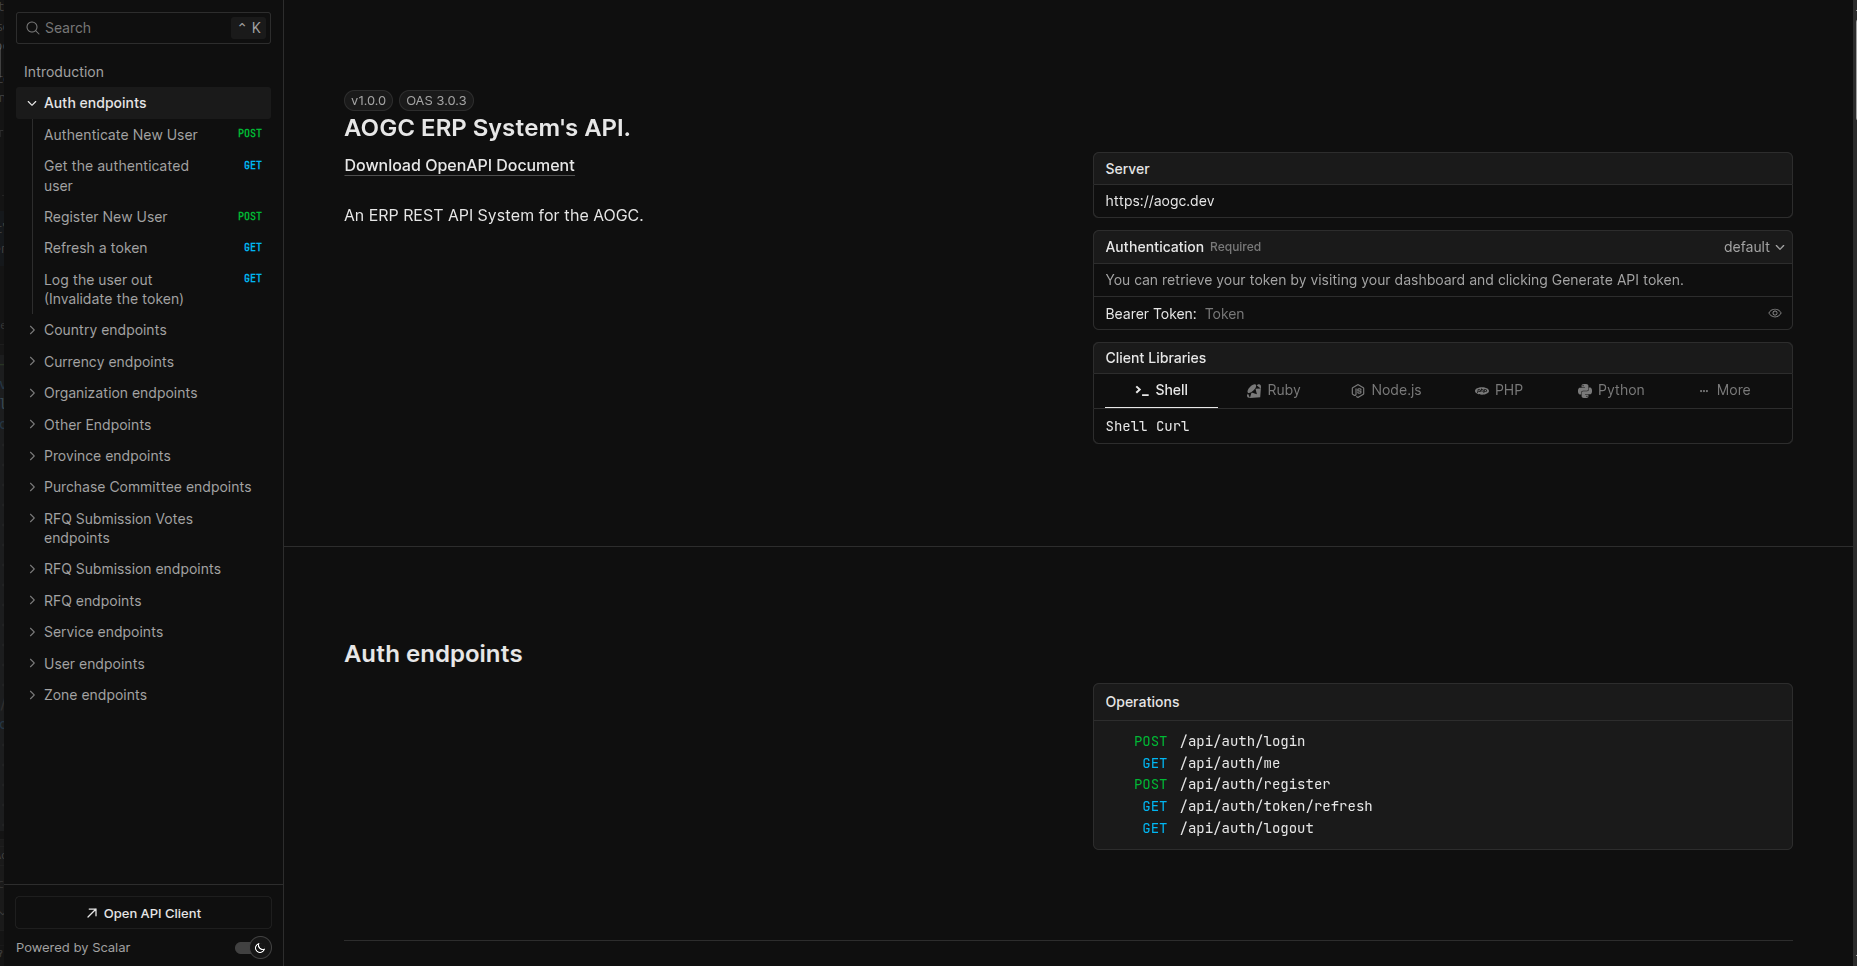 Search
⌃ K
Introduction
Auth endpoints
Authenticate New User POST
Get the authenticated GET
user
Register New User POST
Refresh a token GET
Log the user out GET
(Invalidate the token)
Country endpoints
Currency endpoints
Organization endpoints
Other Endpoints
Province endpoints
Purchase Committee endpoints
RFQ Submission Votes
endpoints
RFQ Submission endpoints
RFQ endpoints
Service endpoints
User endpoints
Zone endpoints
Open API Client
Powered by Scalar
v1.0.0 OAS 3.0.3
AOGC ERP System's API.
Download OpenAPI Document
An ERP REST API System for the AOGC.
Server
https://aogc.dev
Authentication Required default
You can retrieve your token by visiting your dashboard and clicking Generate API token.
Bearer Token: Token
Client Libraries
Shell Ruby Node.js PHP Python More
Shell Curl
Auth endpoints
Operations
POST /api/auth/login
GET /api/auth/me
POST /api/auth/register
GET /api/auth/token/refresh
GET /api/auth/logout